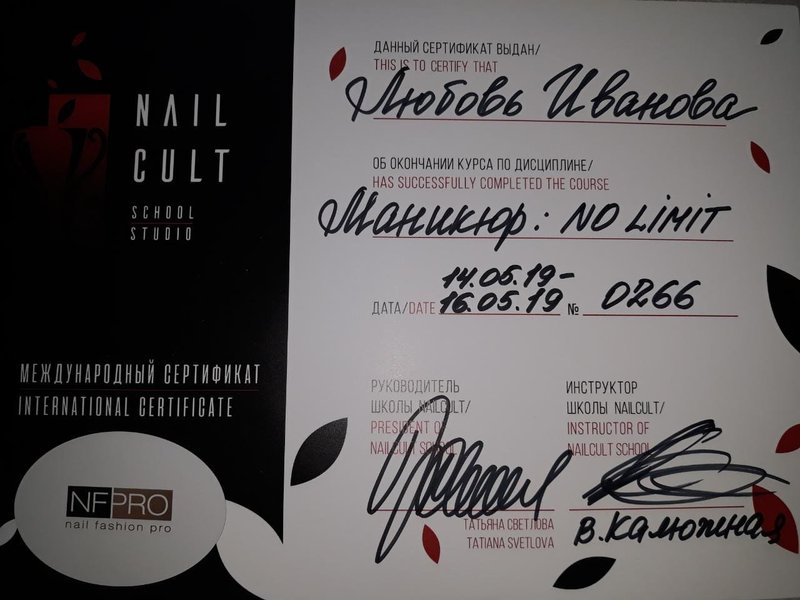 NAIL
CULT
SCHOOL
STUDIO
МЕЖДУНАРОДНЫЙ СЕРТИФИКАТ
INTERNATIONAL CERTIFICATE
NFPRO
nail fashion pro
ДАННЫЙ СЕРТИФИКАТ ВЫДАН/
THIS IS TO CERTIFY THAT
Любовь Иванова
ОБ ОКОНЧАНИИ КУРСА ПО ДИСЦИПЛИНЕ/
HAS SUCCESSFULLY COMPLETED THE COURSE
Маникюр: NO LiMiT
14.05.19-
ДАТА/DATE 16.05.19 № 0266
РУКОВОДИТЕЛЬ
ШКОЛЫ NAILCULT/
PRESIDENT OF
NAILCULT SCHOOL
ТАТЬЯНА СВЕТЛОВА
TATIANA SVETLOVA
ИНСТРУКТОР
ШКОЛЫ NAILCULT/
INSTRUCTOR OF
NAILCULT SCHOOL
В.Калюжная